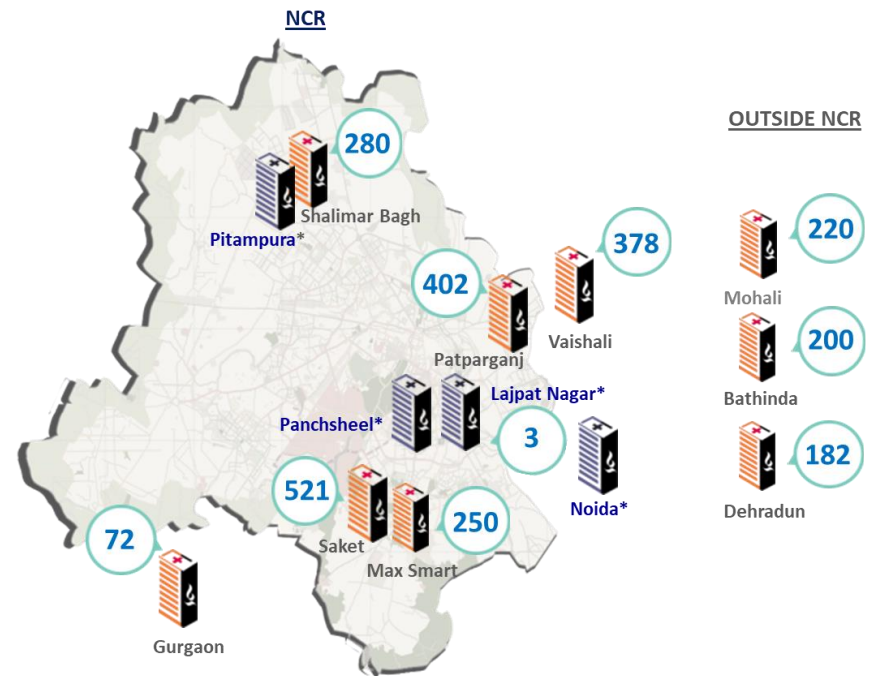 NCR
280
Shalimar Bagh
Pitampura*
378
402
Vaishali
Patparganj
Lajpat Nagar*
Panchsheel*
3
Noida*
521
250
Saket
Max Smart
72
Gurgaon
OUTSIDE NCR
220
Mohali
200
Bathinda
182
Dehradun